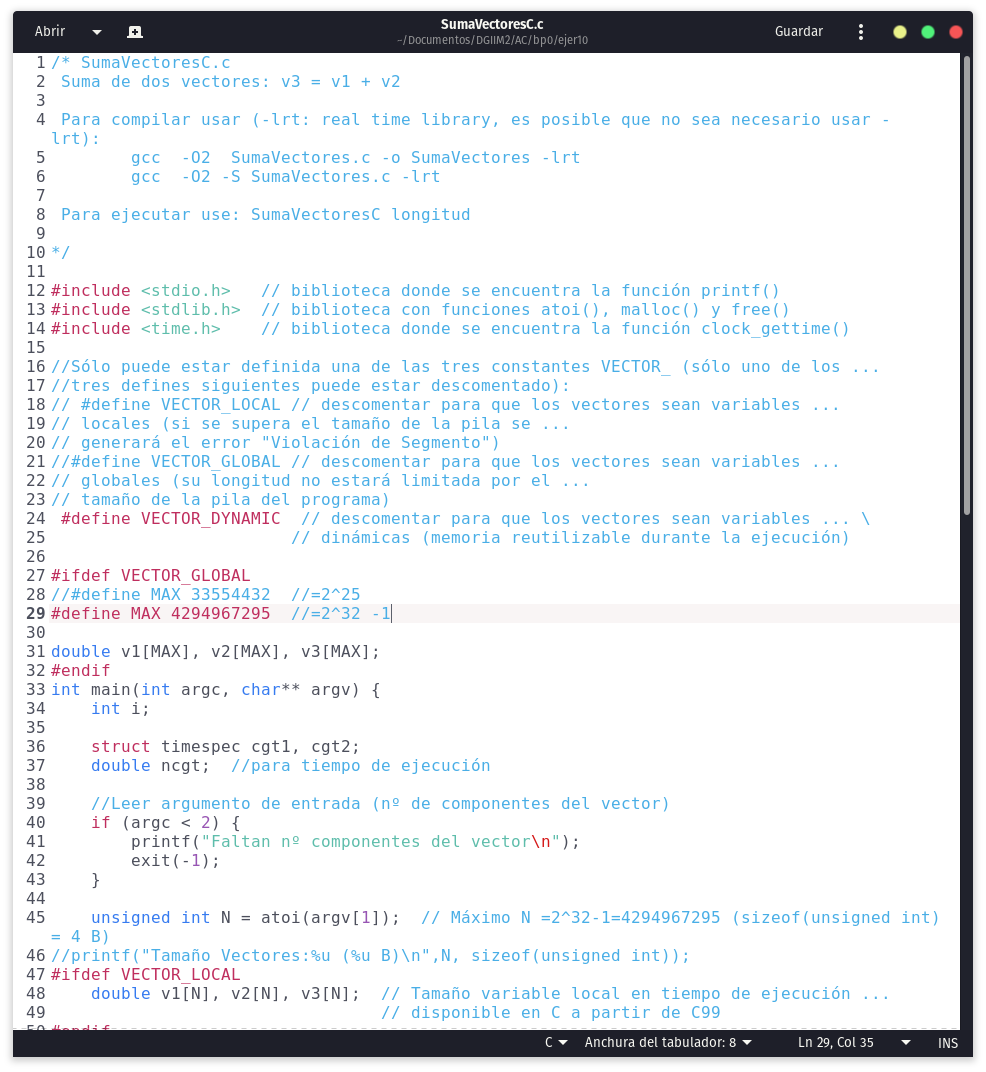 Abrir
SumaVectoresC.c
~/Documentos/DGIIM2/AC/bp0/ejer10
Guardar
1 /* SumaVectoresC.c
2  Suma de dos vectores: v3 = v1 + v2
3
4  Para compilar usar (-lrt: real time library, es posible que no sea necesario usar -
lrt):
5         gcc  -O2  SumaVectores.c -o SumaVectores -lrt
6         gcc  -O2 -S SumaVectores.c -lrt
7
8  Para ejecutar use: SumaVectoresC longitud
9
10 */
11
12 #include <stdio.h>   // biblioteca donde se encuentra la función printf()
13 #include <stdlib.h>  // biblioteca con funciones atoi(), malloc() y free()
14 #include <time.h>    // biblioteca donde se encuentra la función clock_gettime()
15
16 //Sólo puede estar definida una de las tres constantes VECTOR_ (sólo uno de los ...
17 //tres defines siguientes puede estar descomentado):
18 // #define VECTOR_LOCAL // descomentar para que los vectores sean variables ...
19 // locales (si se supera el tamaño de la pila se ...
20 // generará el error "Violación de Segmento")
21 //#define VECTOR_GLOBAL // descomentar para que los vectores sean variables ...
22 // globales (su longitud no estará limitada por el ...
23 // tamaño de la pila del programa)
24  #define VECTOR_DYNAMIC  // descomentar para que los vectores sean variables ... \
25                         // dinámicas (memoria reutilizable durante la ejecución)
26
27 #ifdef VECTOR_GLOBAL
28 //#define MAX 33554432  //=2^25
29 #define MAX 4294967295  //=2^32 -1
30
31 double v1[MAX], v2[MAX], v3[MAX];
32 #endif
33 int main(int argc, char** argv) {
34     int i;
35
36     struct timespec cgt1, cgt2;
37     double ncgt;  //para tiempo de ejecución
38
39     //Leer argumento de entrada (nº de componentes del vector)
40     if (argc < 2) {
41         printf("Faltan nº componentes del vector\n");
42         exit(-1);
43     }
44
45     unsigned int N = atoi(argv[1]);  // Máximo N =2^32-1=4294967295 (sizeof(unsigned int)
= 4 B)
46 //printf("Tamaño Vectores:%u (%u B)\n",N, sizeof(unsigned int));
47 #ifdef VECTOR_LOCAL
48     double v1[N], v2[N], v3[N];  // Tamaño variable local en tiempo de ejecución ...
49                                  // disponible en C a partir de C99
50 #endif
C
Anchura del tabulador: 8
Ln 29, Col 35
INS